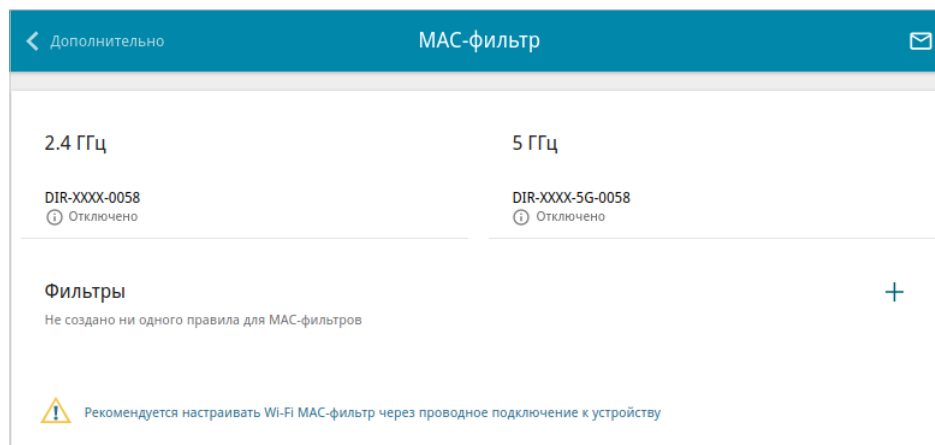 Дополнительно
MAC-фильтр
2.4 ГГц
5 ГГц
DIR-XXXX-0058
Отключено
DIR-XXXX-5G-0058
Отключено
Фильтры
Не создано ни одного правила для MAC-фильтров
Рекомендуется настраивать Wi-Fi MAC-фильтр через проводное подключение к устройству